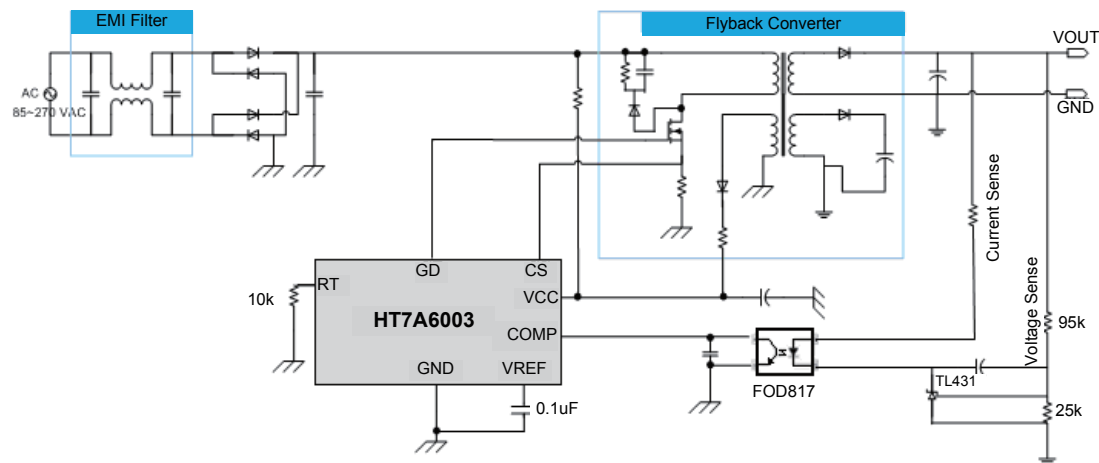 EMI Filter
Flyback Converter
AC
85~270 VAC
VOUT
GND
Current Sense
Voltage Sense
GD
CS
RT
10k
VCC
HT7A6003
COMP
GND
VREF
0.1uF
FOD817
TL431
95k
25k